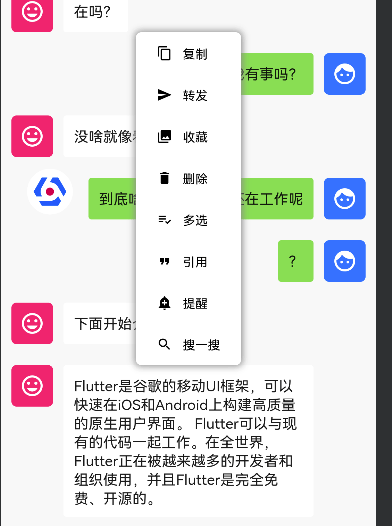 在吗?
复制
有事吗?
转发
没啥就像
收藏
删除
到底
还在工作呢
多选
?
引用
提醒
下面开始
搜一搜
Flutter是谷歌的移动UI框架，可以
快速在iOS和Android上构建高质量
的原生用户界面。 Flutter可以与现
有的代码一起工作。在全世界，
Flutter正在被越来越多的开发者和
组织使用，并且Flutter是完全免
费、开源的。